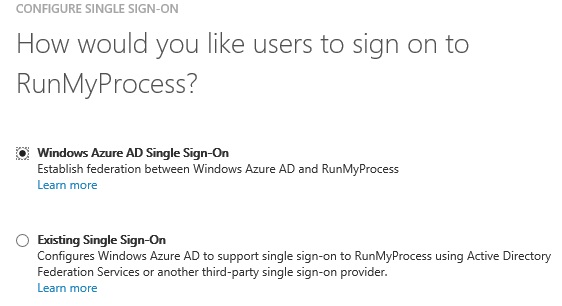 CONFIGURE SINGLE SIGN-ON
How would you like users to sign on to
RunMyProcess?
Windows Azure AD Single Sign-On
Establish federation between Windows Azure AD and RunMyProcess
Learn more
Existing Single Sign-On
Configures Windows Azure AD to support single sign-on to RunMyProcess using Active Directory
Federation Services or another third-party single sign-on provider.
Learn more